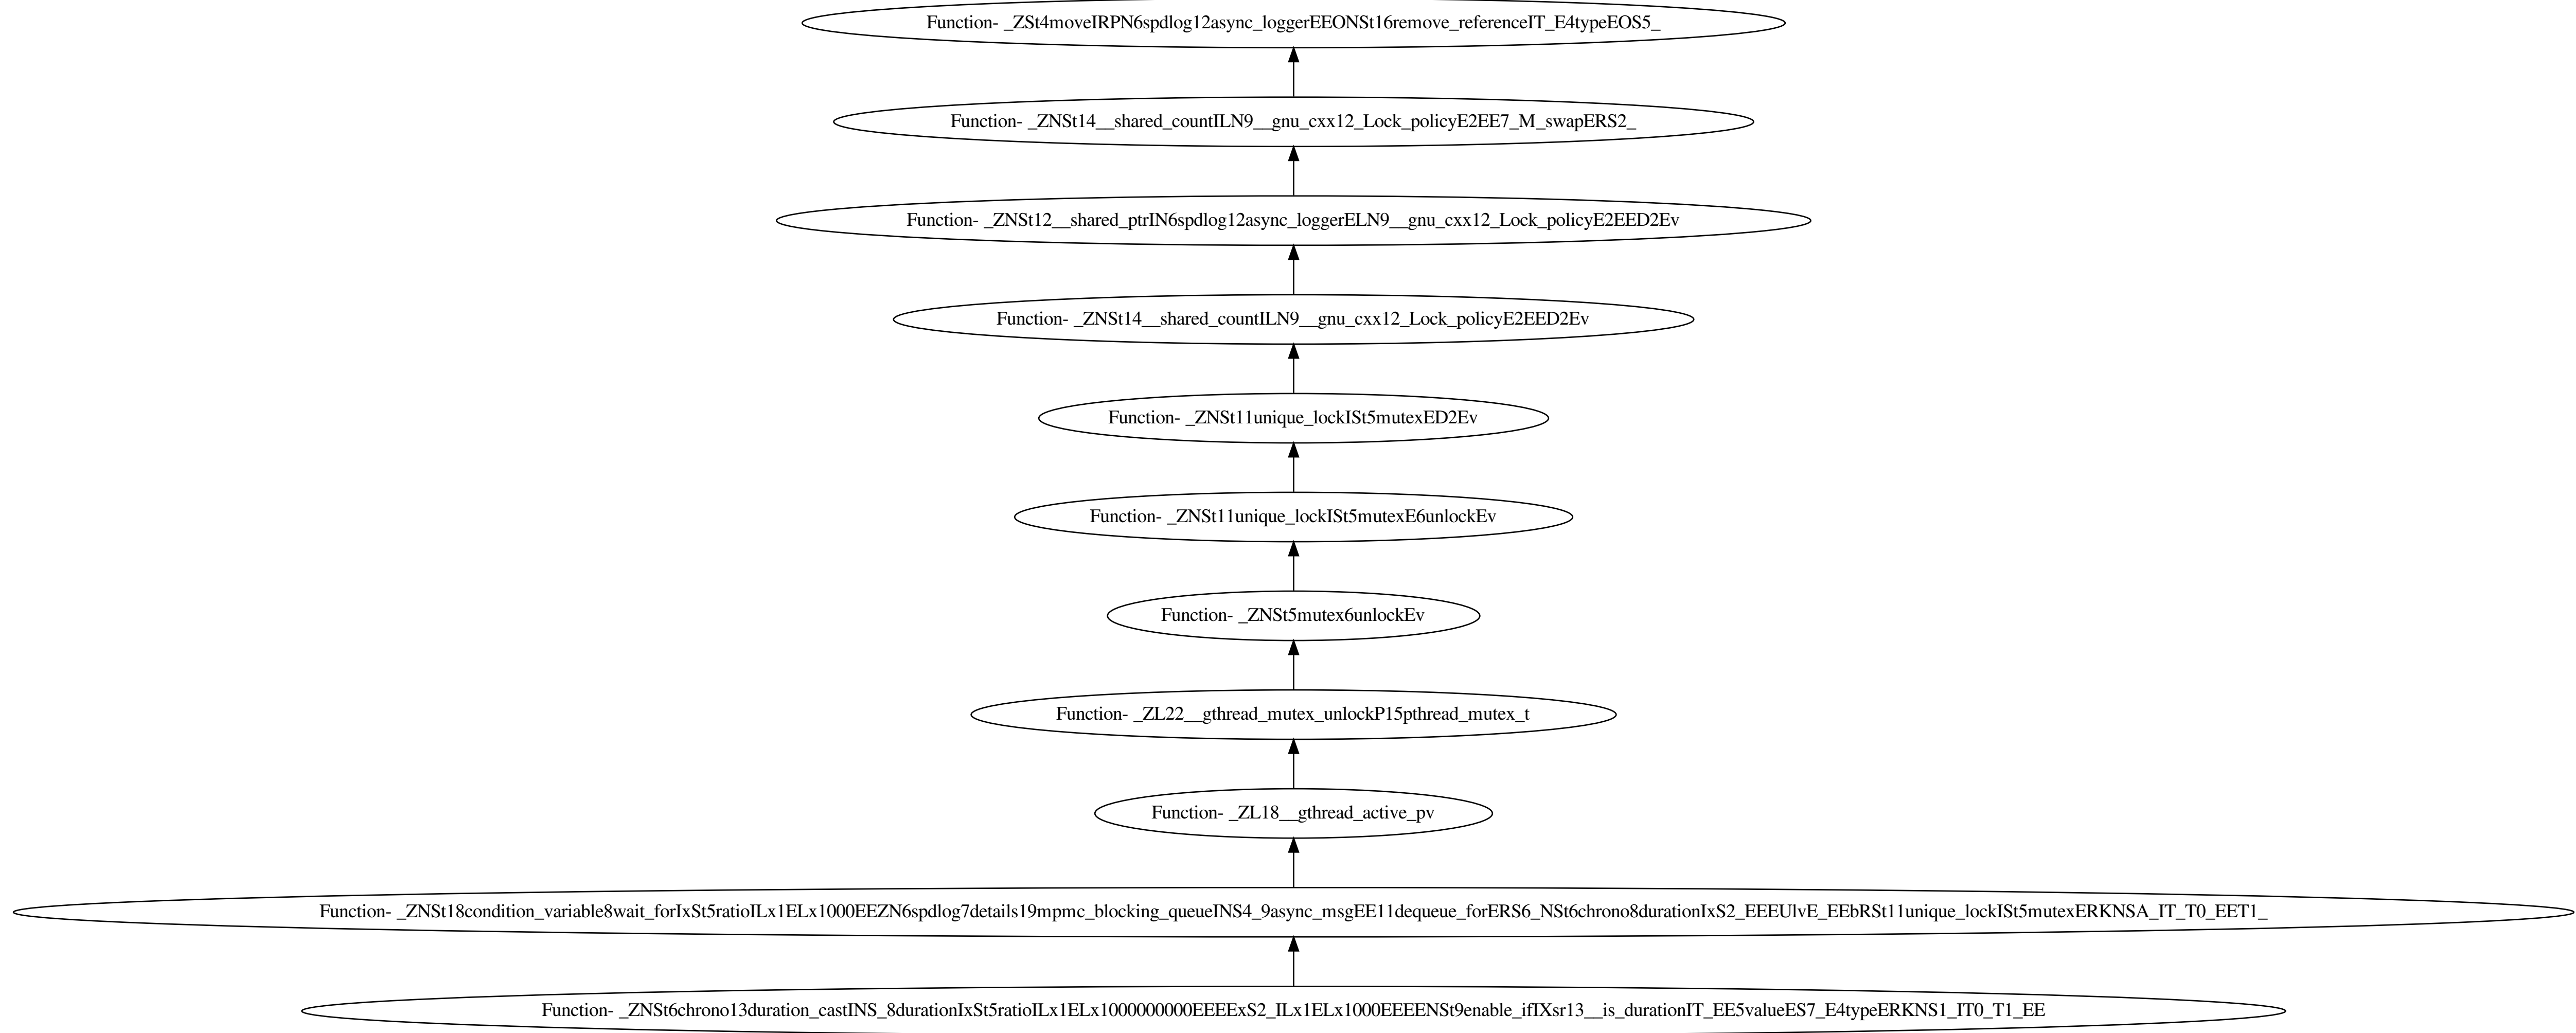 Function- _ZSt4moveIRPN6spdlog12async_loggerEEONSt16remove_referenceIT_E4typeEOS5_
Function- _ZNSt14__shared_countILN9__gnu_cxx12_Lock_policyE2EE7_M_swapERS2_
Function- _ZNSt12__shared_ptrIN6spdlog12async_loggerELN9__gnu_cxx12_Lock_policyE2EED2Ev
Function- _ZNSt14__shared_countILN9__gnu_cxx12_Lock_policyE2EED2Ev
Function- _ZNSt11unique_lockISt5mutexED2Ev
Function- _ZNSt11unique_lockISt5mutexE6unlockEv
Function- _ZNSt5mutex6unlockEv
Function- _ZL22__gthread_mutex_unlockP15pthread_mutex_t
Function- _ZL18__gthread_active_pv
Function- _ZNSt18condition_variable8wait_forIxSt5ratioILx1ELx1000EEZN6spdlog7details19mpmc_blocking_queueINS4_9async_msgEE11dequeue_forERS6_NSt6chrono8durationIxS2_EEEUlvE_EEbRSt11unique_lockISt5mutexERKNSA_IT_T0_EET1_
Function- _ZNSt6chrono13duration_castINS_8durationIxSt5ratioILx1ELx1000000000EEEExS2_ILx1ELx1000EEEENSt9enable_ifIXsr13__is_durationIT_EE5valueES7_E4typeERKNS1_IT0_T1_EE